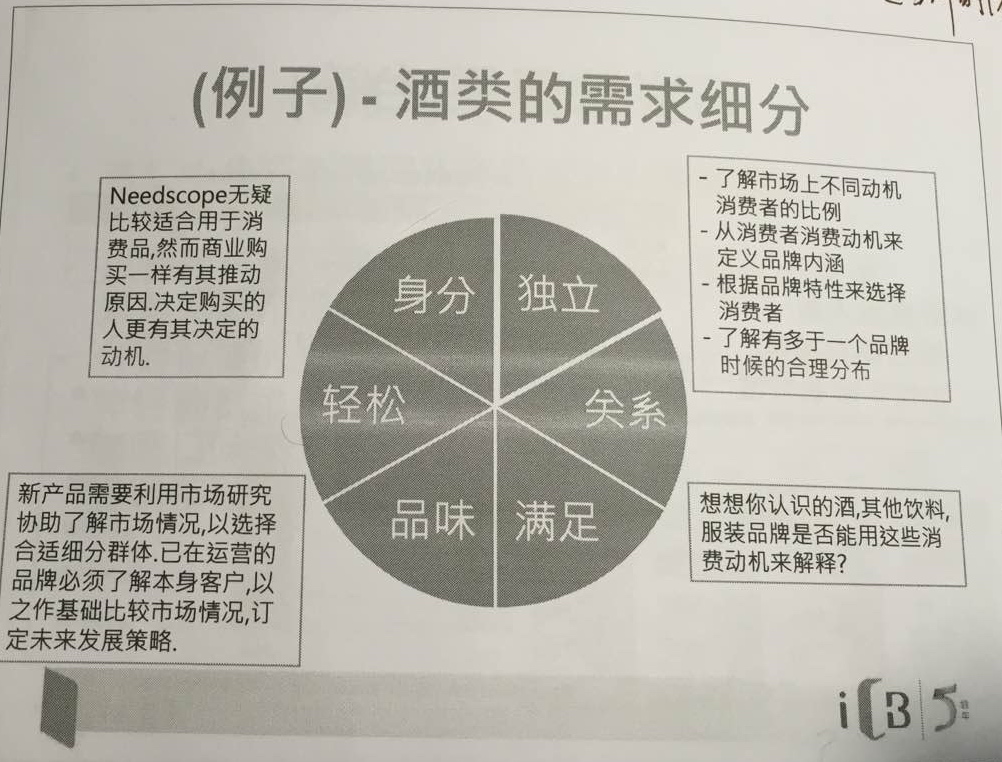 (例子) - 酒类的需求细分
Needscope无疑
比较适合用于消
费品,然而商业购
买一样有其推动
原因.决定购买的
人更有其决定的
动机.
- 了解市场上不同动机
消费者的比例
- 从消费者消费动机来
定义品牌内涵
- 根据品牌特性来选择
消费者
- 了解有多于一个品牌
时候的合理分布
身分
独立
轻松
关系
品味
满足
新产品需要利用市场研究
协助了解市场情况,以选择
合适细分群体.已在运营的
品牌必须了解本身客户,以
之作基础比较市场情况,订
定未来发展策略.
想想你认识的酒,其他饮料,
服装品牌是否能用这些消
费动机来解释?
iCB 5